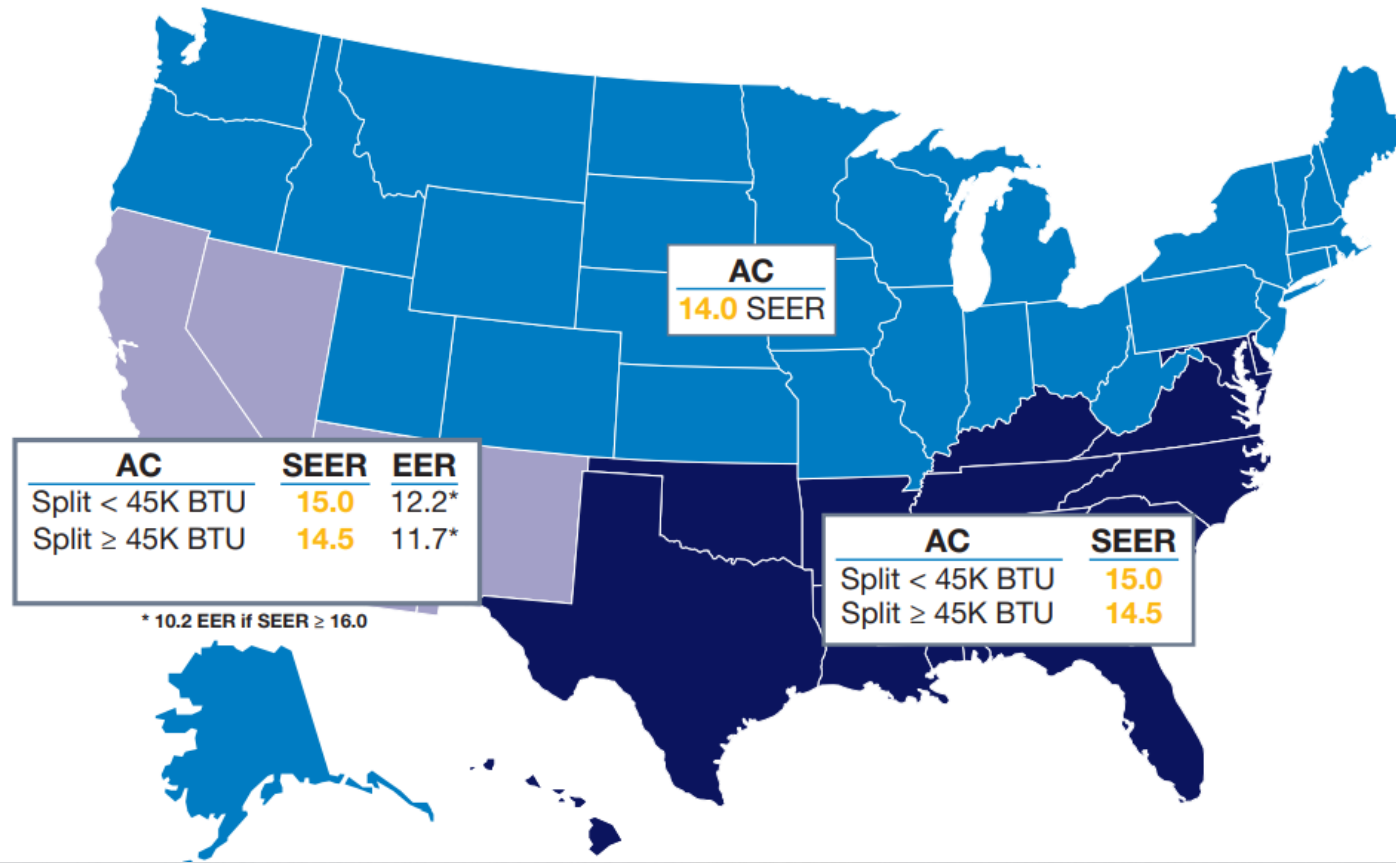 AC
14.0 SEER
AC SEER EER
Split < 45K BTU 15.0 12.2*
Split ≥ 45K BTU 14.5 11.7*
* 10.2 EER if SEER ≥ 16.0
AC SEER
Split < 45K BTU 15.0
Split ≥ 45K BTU 14.5